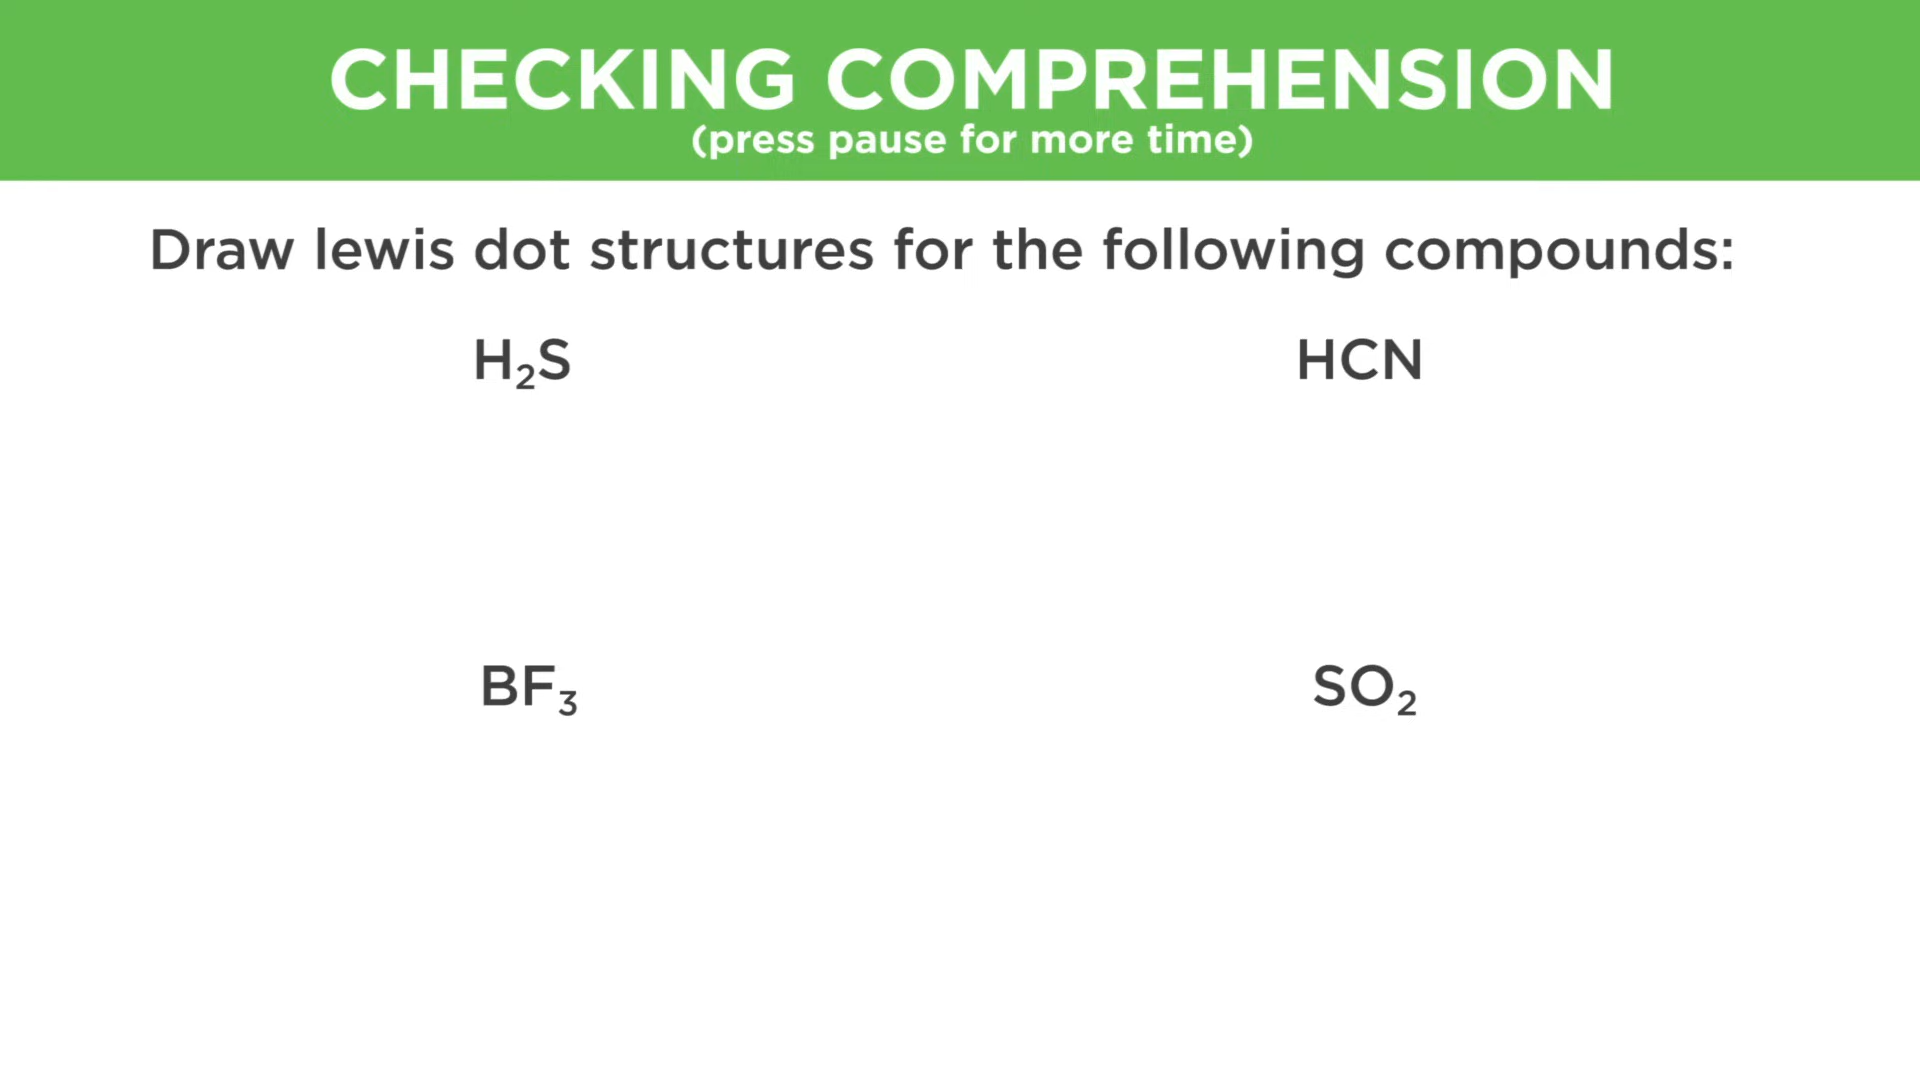 CHECKING COMPREHENSION
(press pause for more time)
Draw lewis dot structures for the following compounds:
H₂S HCN
BF₃ SO₂